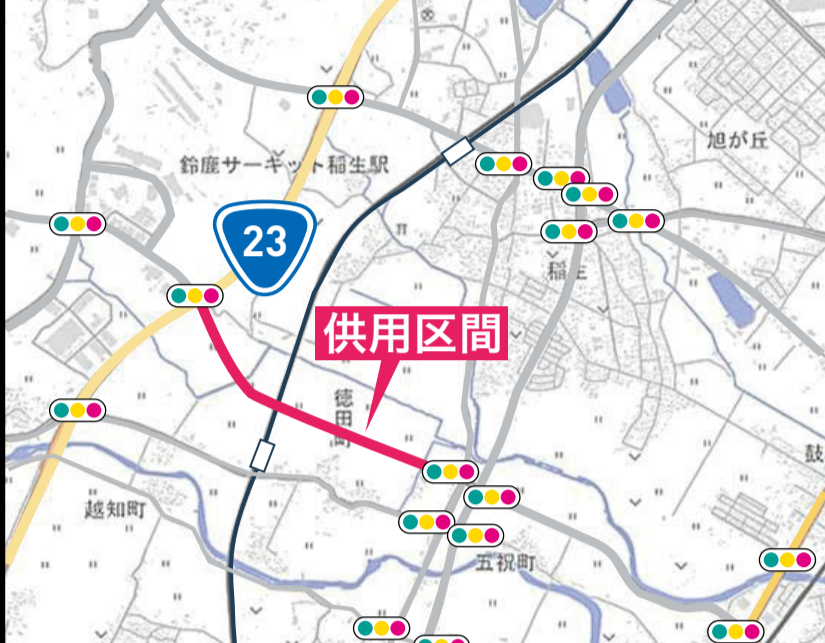 旭が丘
鈴鹿サーキット稲生駅
23
稲生
供用区間
徳田町
鼓
越知町
五祝町